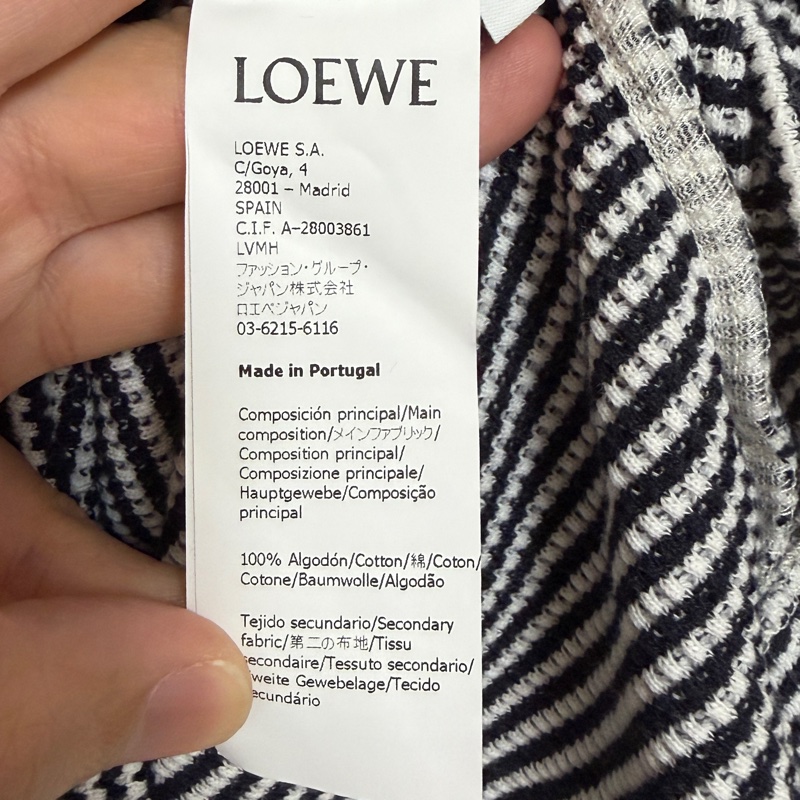 LOEWE
LOEWE S.A.
C/Goya, 4
28001 – Madrid
SPAIN
C.I.F. A-28003861
LVMH
ファッション・グループ・
ジャパン株式会社
ロエベジャパン
03-6215-6116
Made in Portugal
Composición principal/Main
composition/メインファブリック/
Composition principal/
Composizione principale/
Hauptgewebe/Composição
principal
100% Algodón/Cotton/綿/Coton/
Cotone/Baumwolle/Algodão
Tejido secundario/Secondary
fabric/第二の布地/Tissu
secondaire/Tessuto secondario/
Gewebelage/Tecido